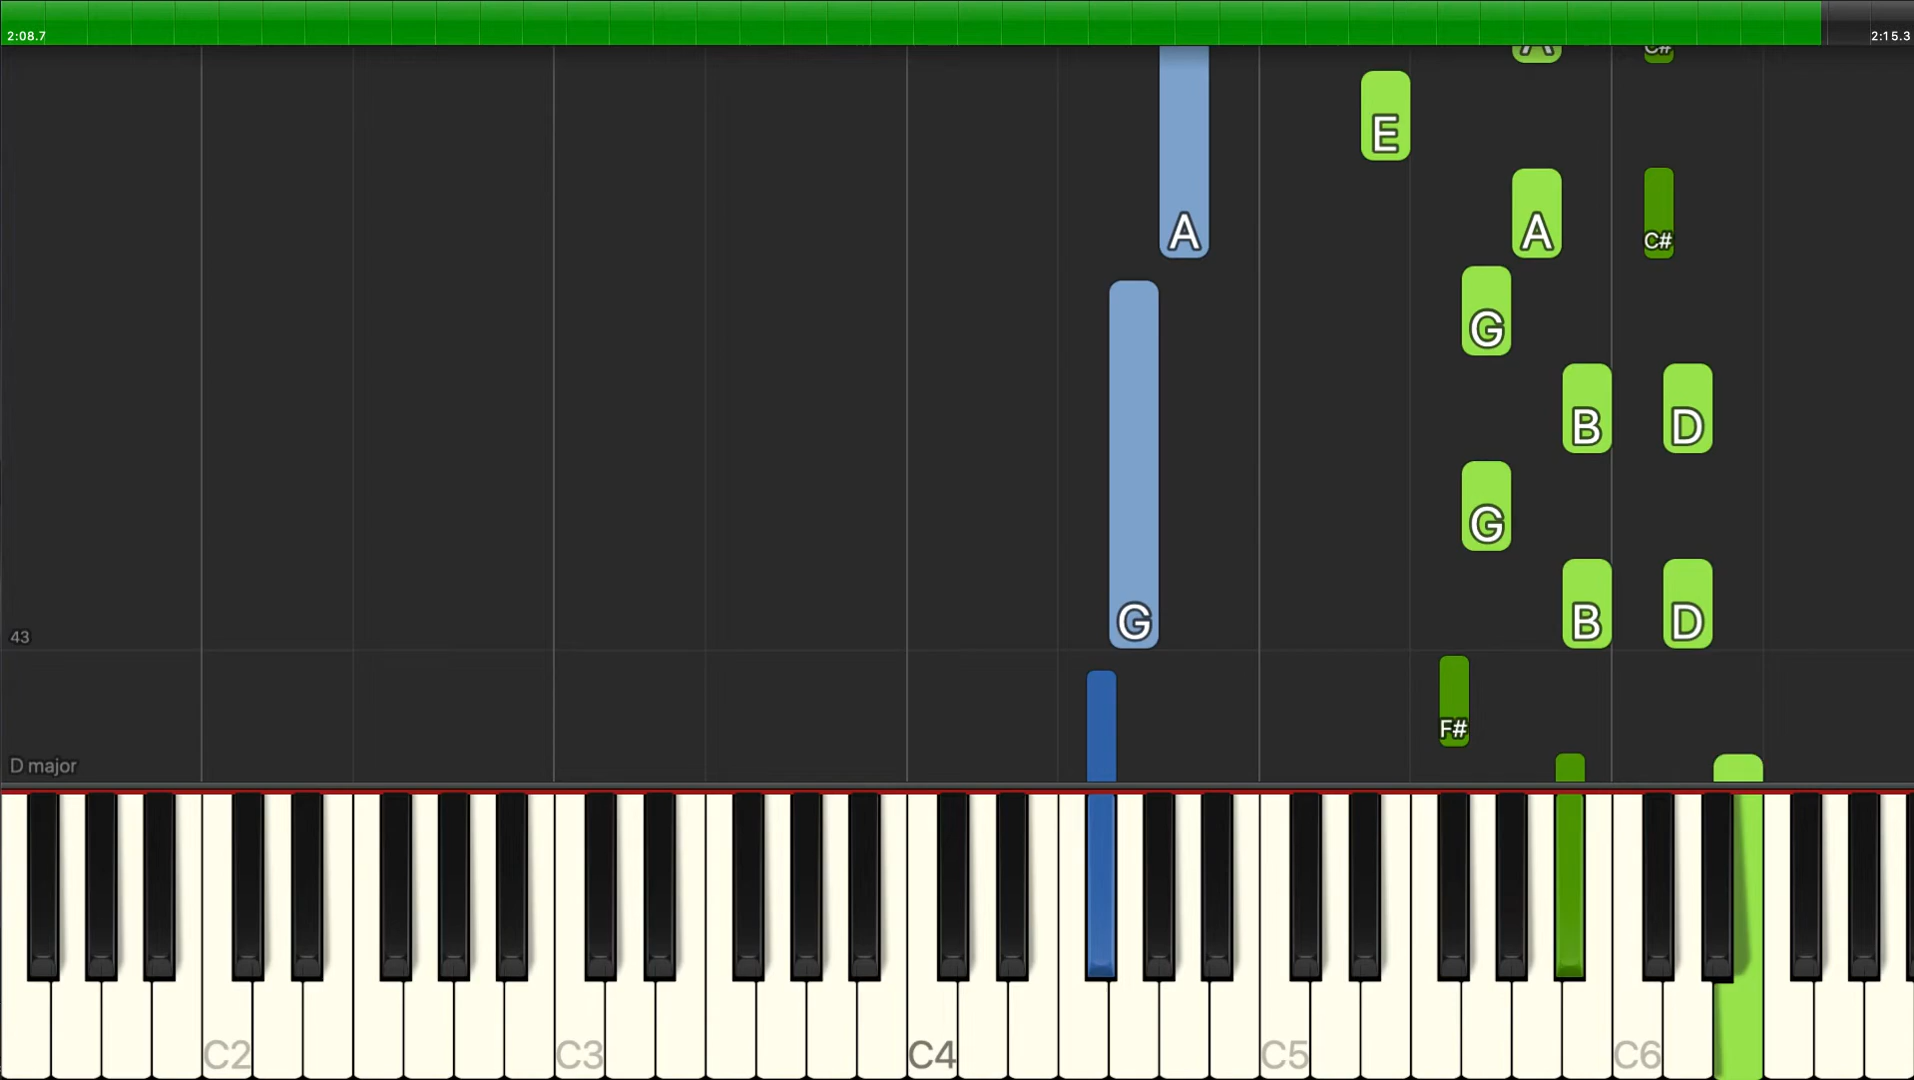 2:08.7 2:15.3
A C#
E
A A C#
G
B D
G
G B D
43
F#
D major
C2 C3 C4 C5 C6